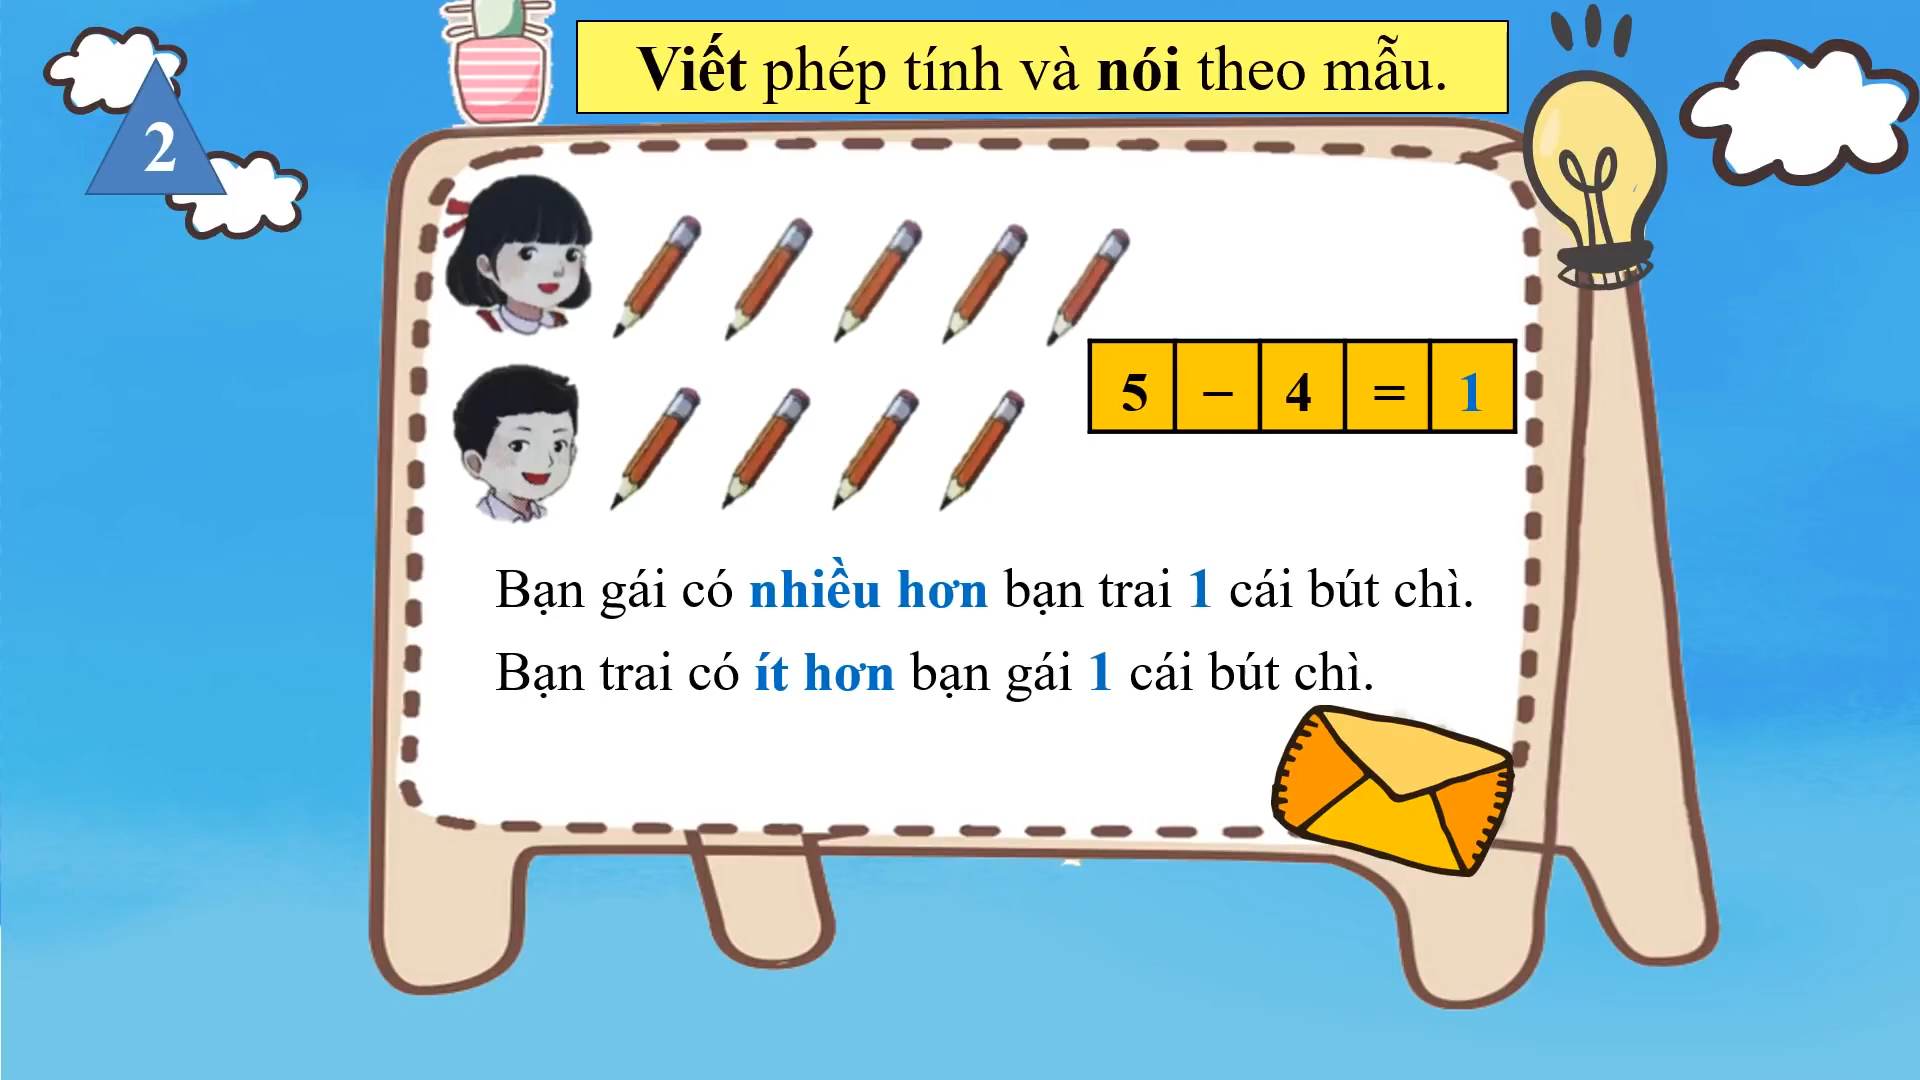 Viết phép tính và nói theo mẫu.
2
5 – 4 = 1
Bạn gái có nhiều hơn bạn trai 1 cái bút chì.
Bạn trai có ít hơn bạn gái 1 cái bút chì.